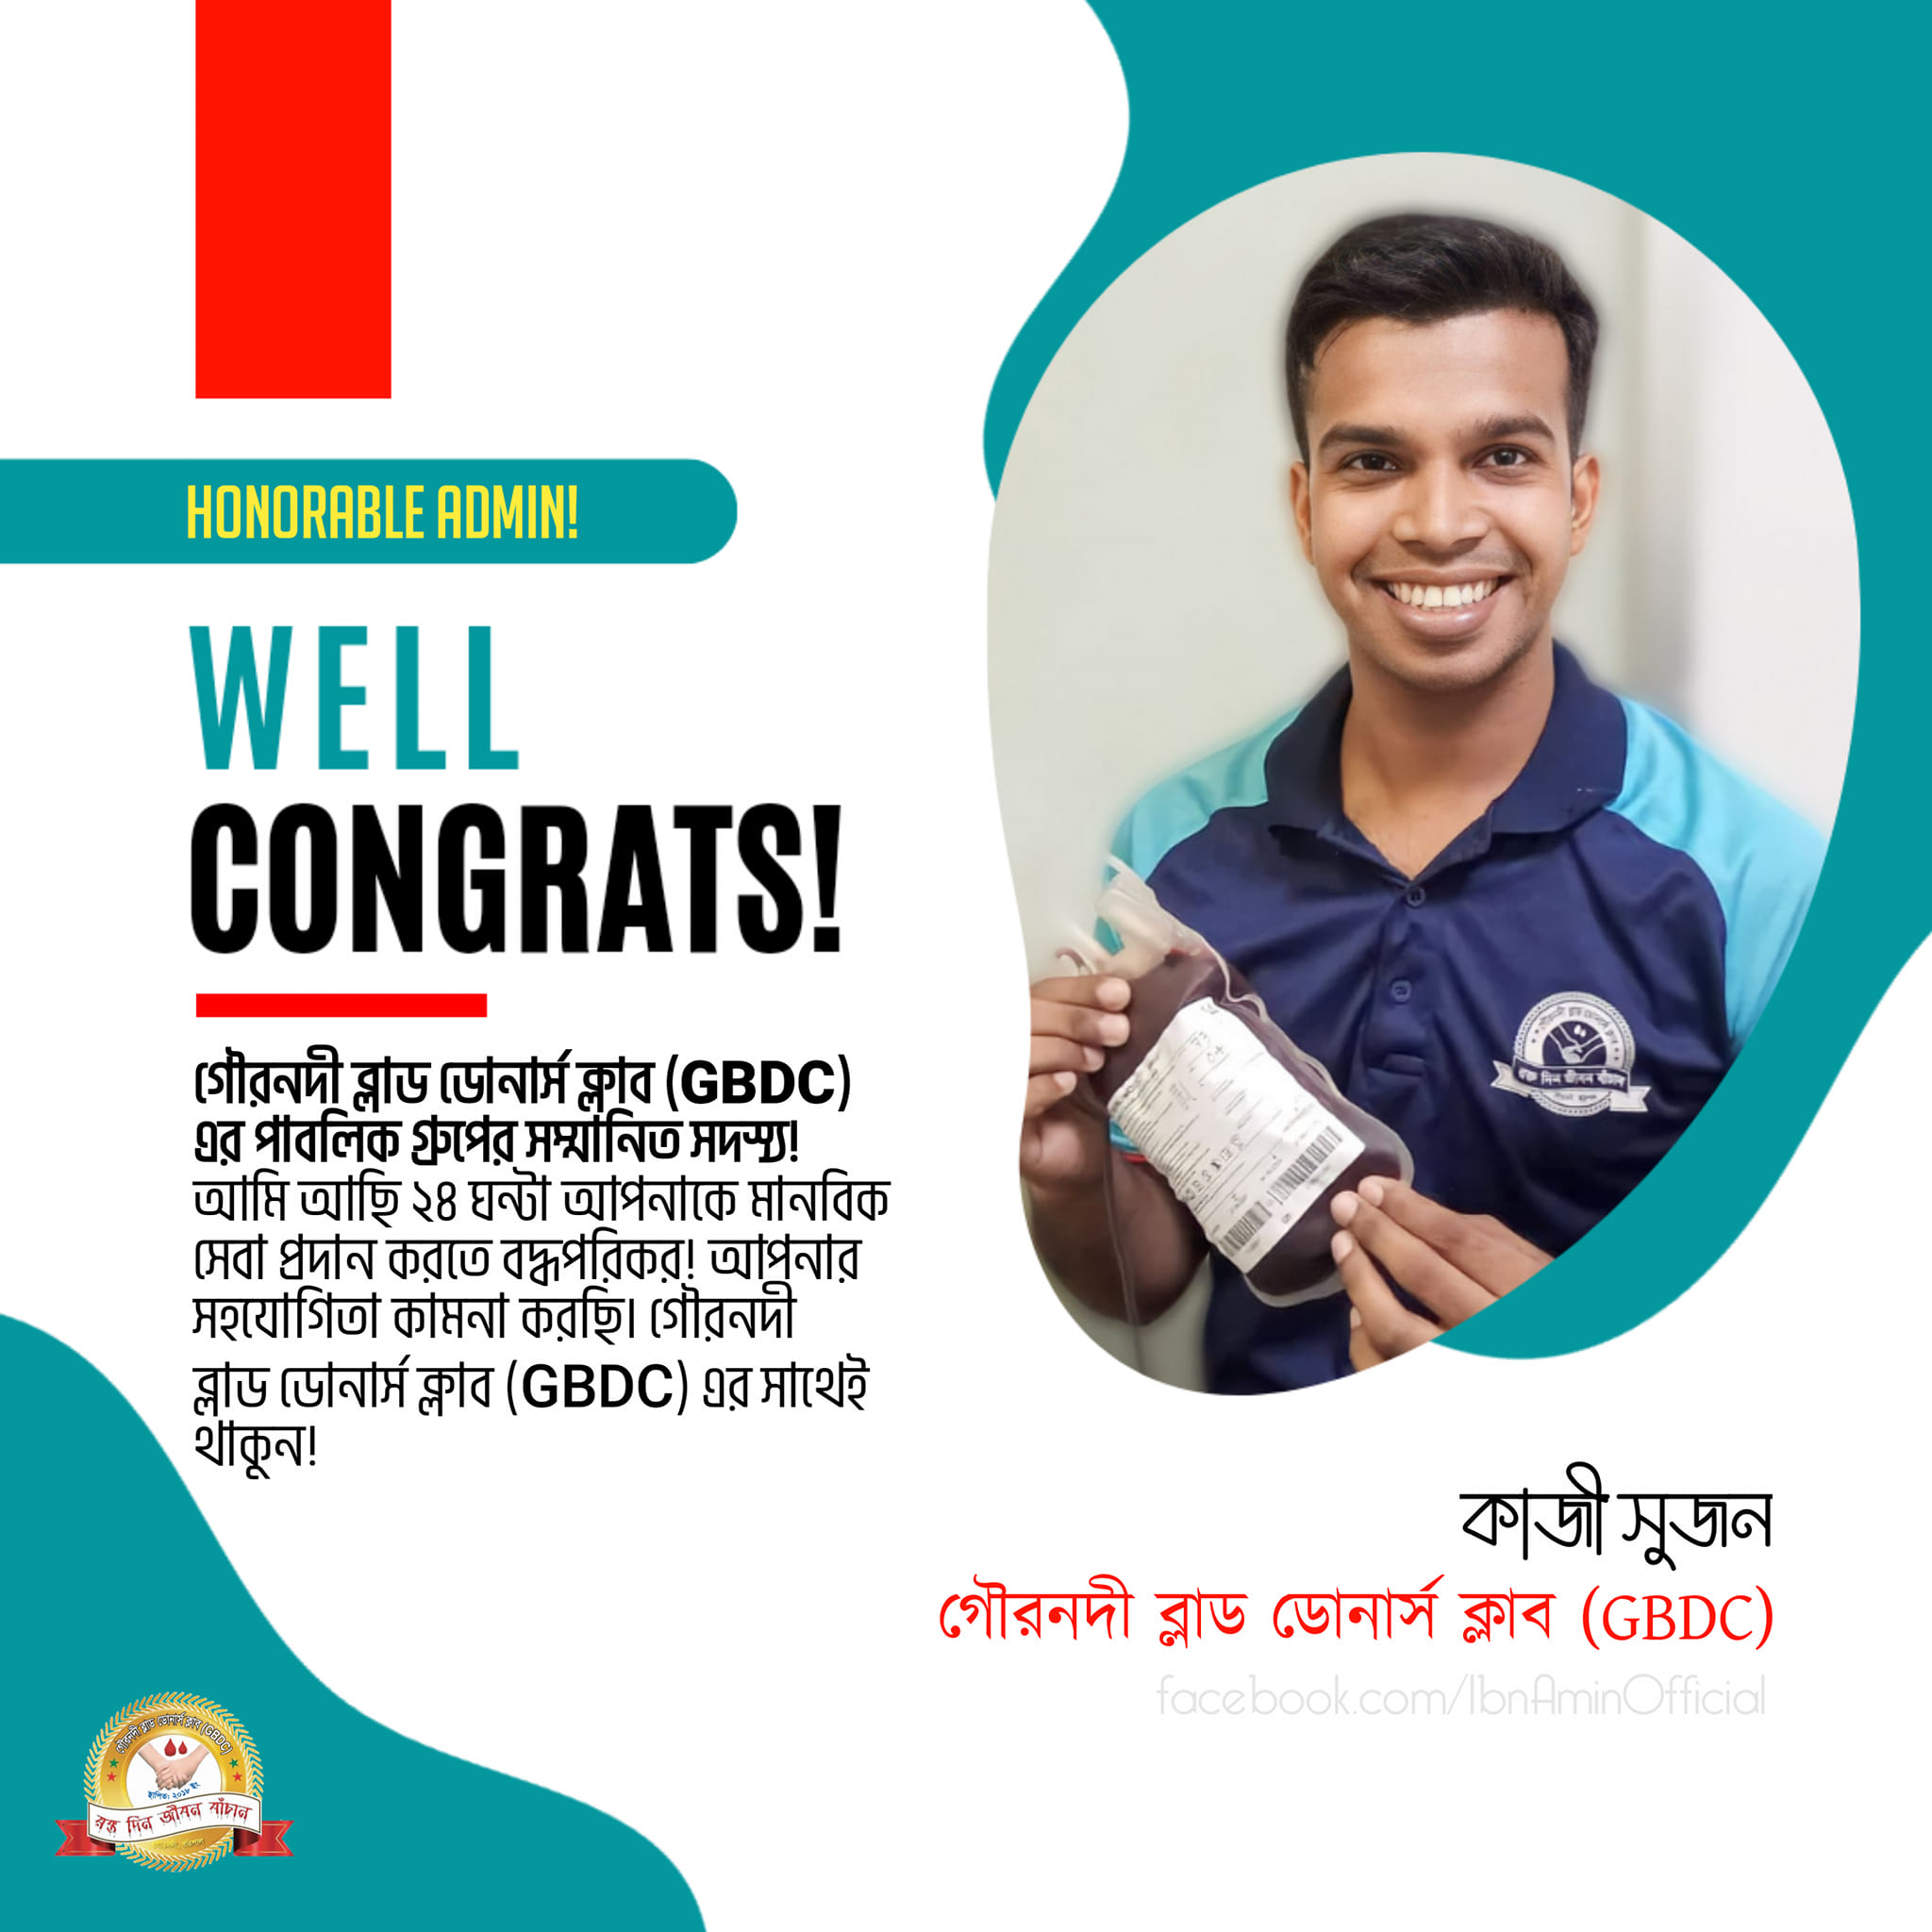 HONORABLE ADMIN!
WELL
CONGRATS!
গৌরনদী ব্লাড ডোনার্স ক্লাব (GBDC)
এর পাবলিক গ্রুপের সম্মানিত সদস্য!
আমি আছি ২৪ ঘন্টা আপনাকে মানবিক
সেবা প্রদান করতে বদ্ধপরিকর! আপনার
সহযোগিতা কামনা করছি। গৌরনদী
ব্লাড ডোনার্স ক্লাব (GBDC) এর সাথেই
থাকুন!
রক্ত দিন জীবন বাঁচান
কাজী সুজন
গৌরনদী ব্লাড ডোনার্স ক্লাব (GBDC)
facebook.com/IbnAminOfficial
গৌরনদী ব্লাড ডোনার্স ক্লাব (GBDC)
স্থাপিত: ২০১৮ ইং
রক্ত দিন জীবন বাঁচান